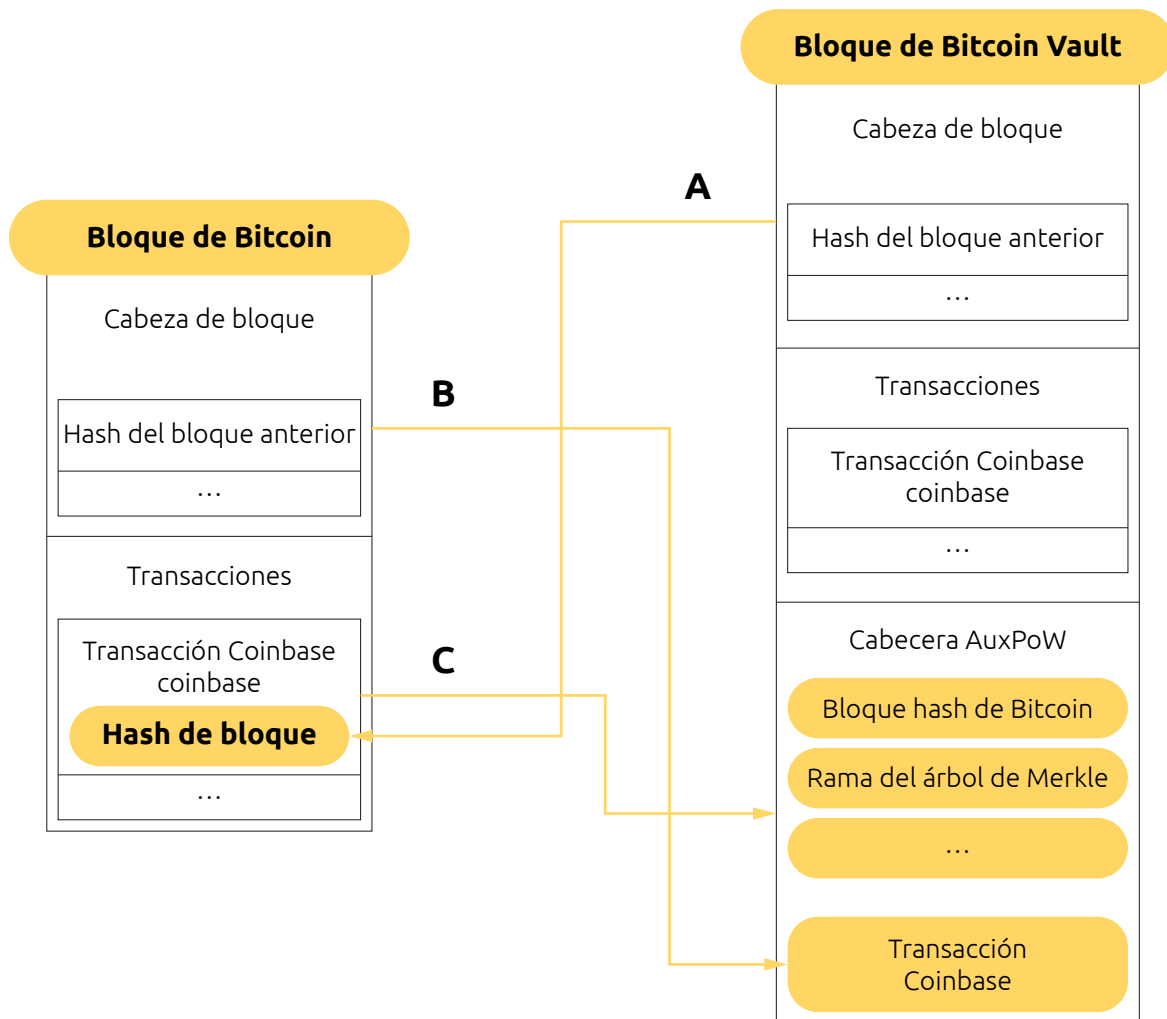 Bloque de Bitcoin
Cabeza de bloque
Hash del bloque anterior
...
Transacciones
Transacción Coinbase
coinbase
Hash de bloque
...
A
B
C
Bloque de Bitcoin Vault
Cabeza de bloque
Hash del bloque anterior
...
Transacciones
Transacción Coinbase
coinbase
...
Cabecera AuxPoW
Bloque hash de Bitcoin
Rama del árbol de Merkle
...
Transacción
Coinbase